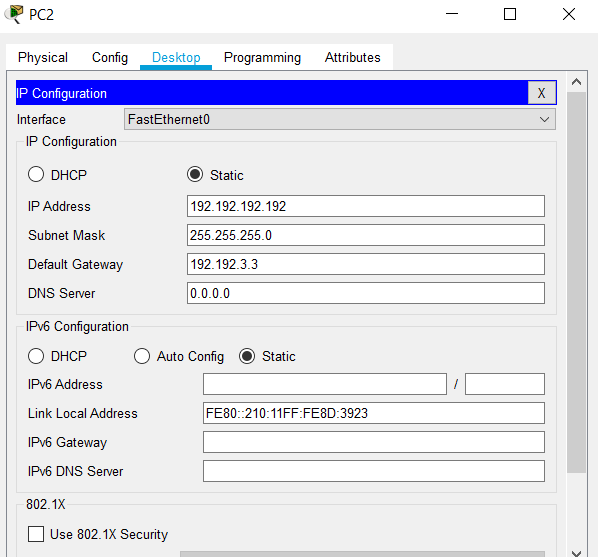 PC2
Physical Config Desktop Programming Attributes
IP Configuration X
Interface FastEthernet0
IP Configuration
DHCP Static
IP Address 192.192.192.192
Subnet Mask 255.255.255.0
Default Gateway 192.192.3.3
DNS Server 0.0.0.0
IPv6 Configuration
DHCP Auto Config Static
IPv6 Address /
Link Local Address FE80::210:11FF:FE8D:3923
IPv6 Gateway
IPv6 DNS Server
802.1X
Use 802.1X Security